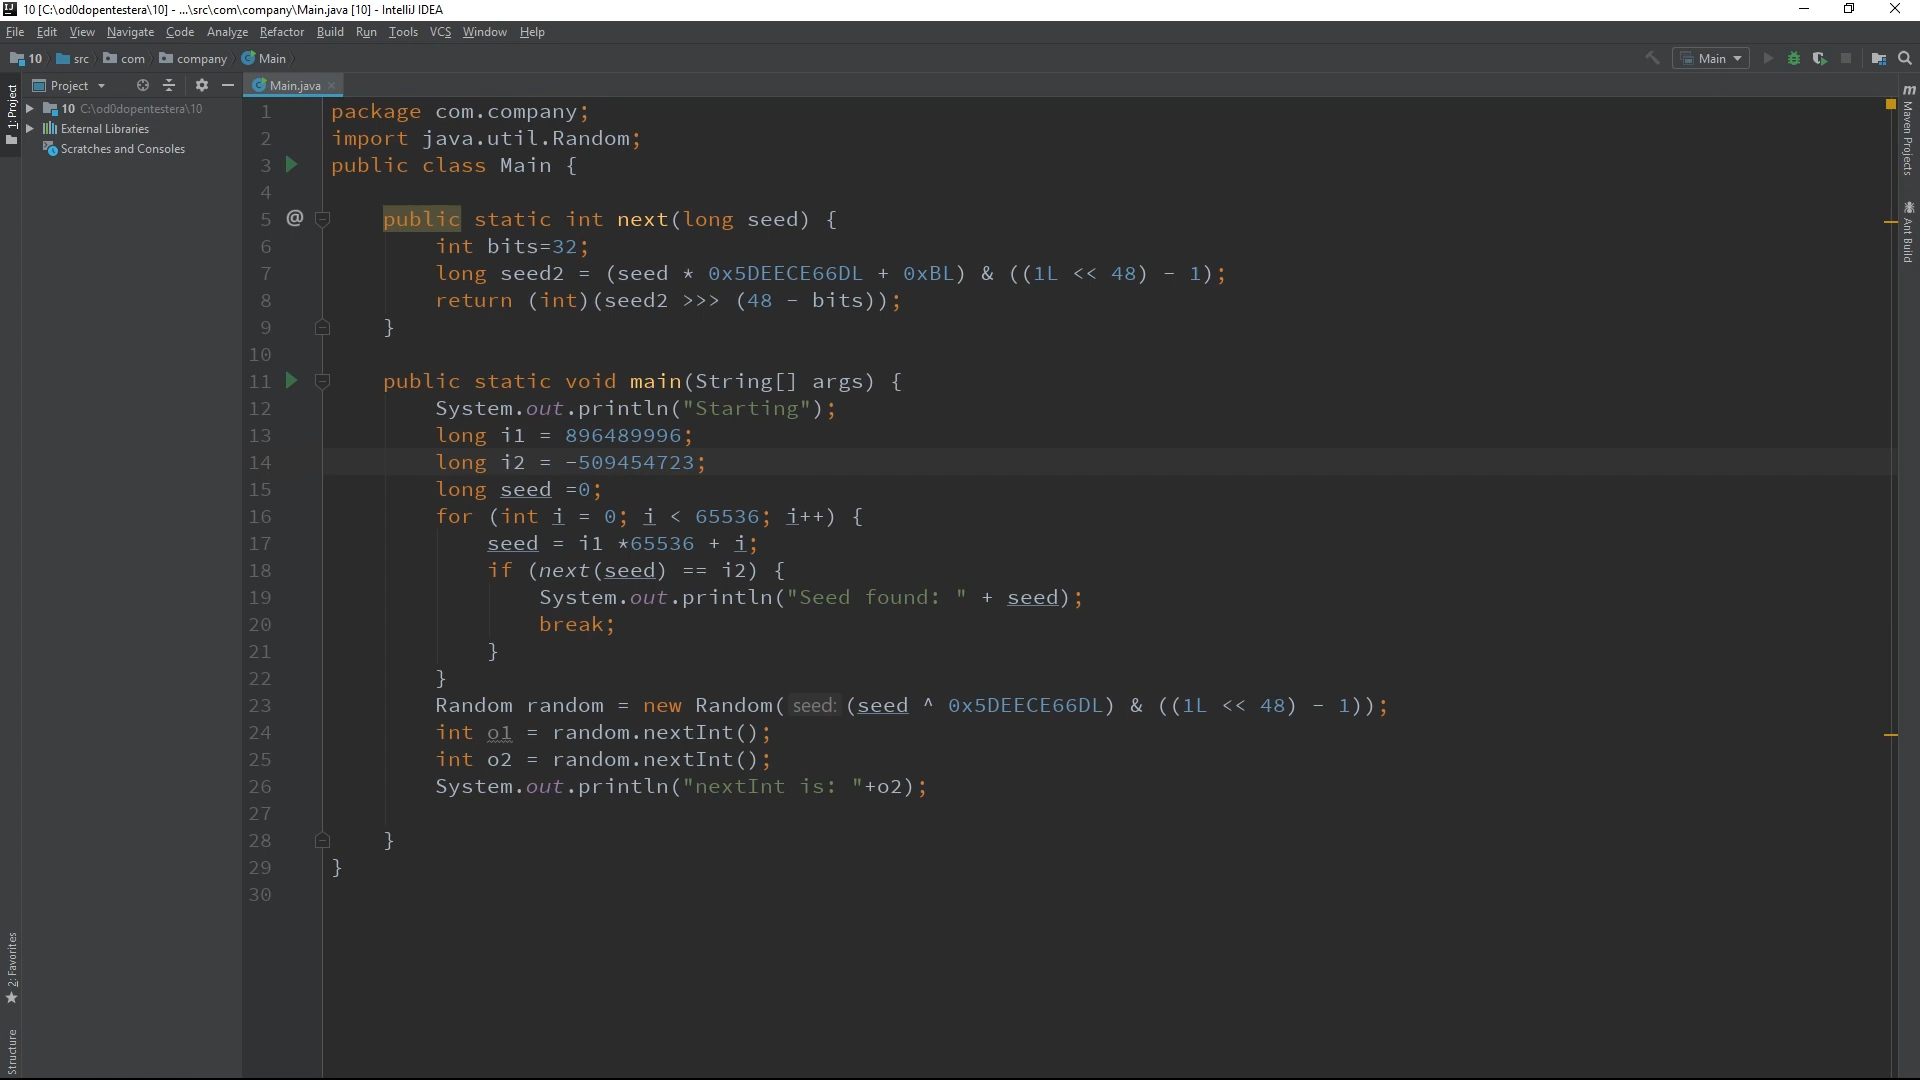 10 [C:\od0dopentestera\10] - ...\src\com\company\Main.java [10] - IntelliJ IDEA
File Edit View Navigate Code Analyze Refactor Build Run Tools VCS Window Help
10 src com company Main
Main
Project
Main.java
1: Project
10 C:\od0dopentestera\10
External Libraries
Scratches and Consoles
2: Favorites
Structure
m Maven Projects
Ant Build
1 package com.company;
2 import java.util.Random;
3 public class Main {
4
5 @ public static int next(long seed) {
6 int bits=32;
7 long seed2 = (seed * 0x5DEECE66DL + 0xBL) & ((1L << 48) - 1);
8 return (int)(seed2 >>> (48 - bits));
9 }
10
11 public static void main(String[] args) {
12 System.out.println("Starting");
13 long i1 = 896489996;
14 long i2 = -509454723;
15 long seed =0;
16 for (int i = 0; i < 65536; i++) {
17 seed = i1 *65536 + i;
18 if (next(seed) == i2) {
19 System.out.println("Seed found: " + seed);
20 break;
21 }
22 }
23 Random random = new Random( seed: (seed ^ 0x5DEECE66DL) & ((1L << 48) - 1));
24 int o1 = random.nextInt();
25 int o2 = random.nextInt();
26 System.out.println("nextInt is: "+o2);
27
28 }
29 }
30